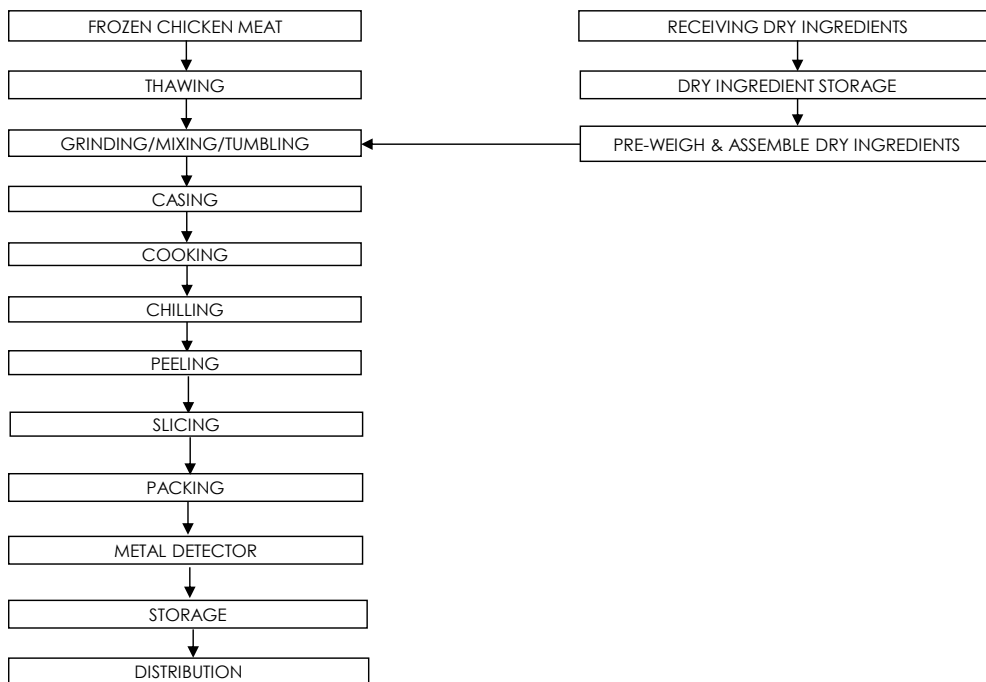 FROZEN CHICKEN MEAT
THAWING
GRINDING/MIXING/TUMBLING
CASING
COOKING
CHILLING
PEELING
SLICING
PACKING
METAL DETECTOR
STORAGE
DISTRIBUTION
RECEIVING DRY INGREDIENTS
DRY INGREDIENT STORAGE
PRE-WEIGH & ASSEMBLE DRY INGREDIENTS